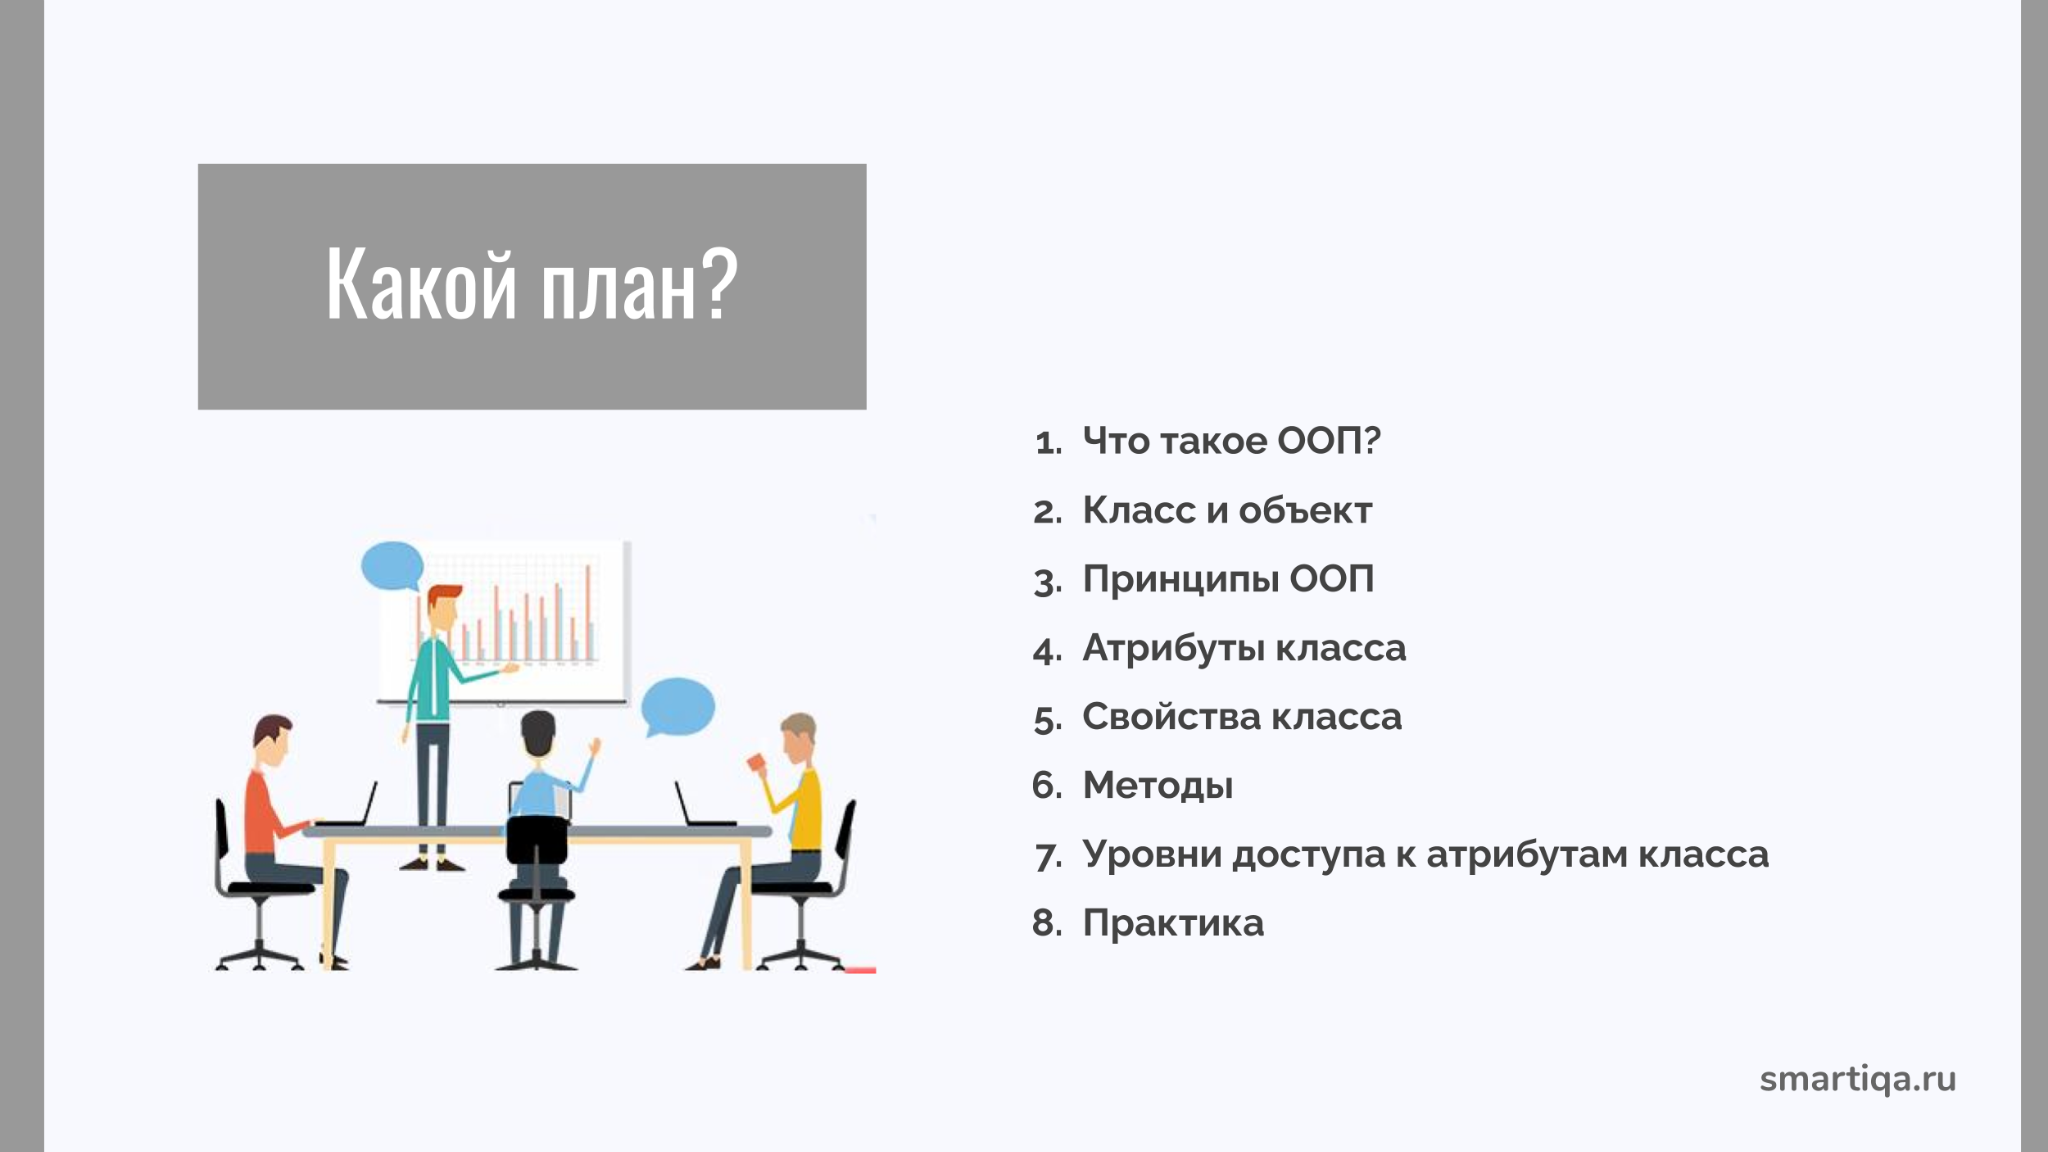 Какой план?
1. Что такое ООП?
2. Класс и объект
3. Принципы ООП
4. Атрибуты класса
5. Свойства класса
6. Методы
7. Уровни доступа к атрибутам класса
8. Практика
smartiqa.ru